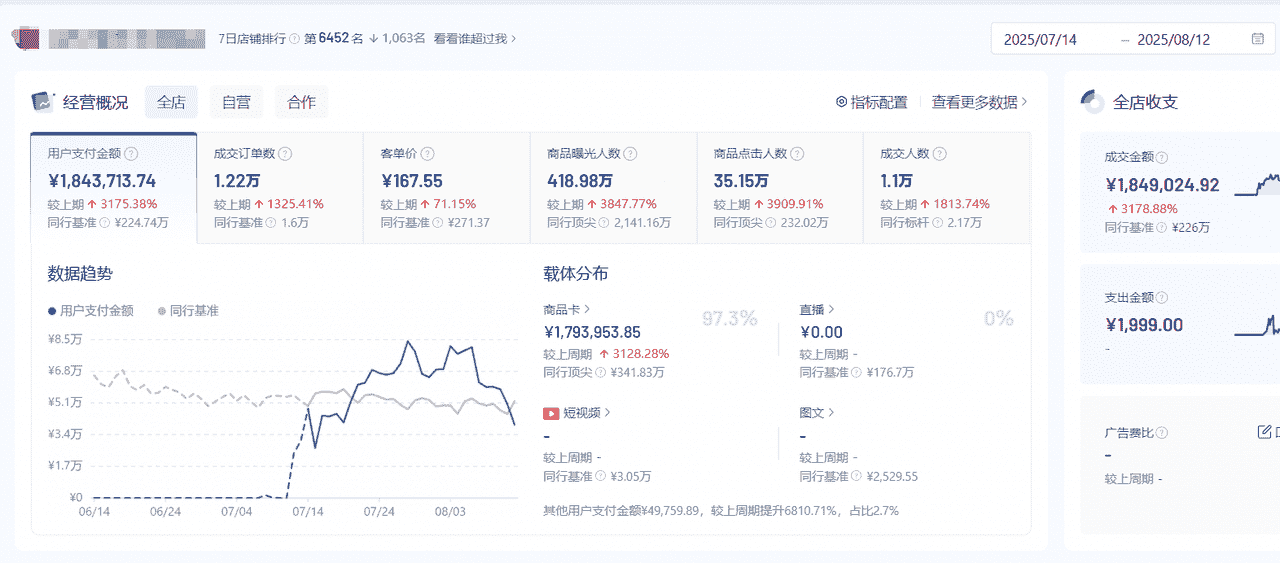 7日店铺排行 第6452名 ↓1,063名 看看谁超过我 >
2025/07/14 – 2025/08/12
经营概况 全店 自营 合作
指标配置 查看更多数据 >
用户支付金额
¥1,843,713.74
较上期 ↑ 3175.38%
同行基准 ¥224.74万
成交订单数
1.22万
较上期 ↑ 1325.41%
同行基准 1.6万
客单价
¥167.55
较上期 ↑ 71.15%
同行基准 ¥271.37
商品曝光人数
418.98万
较上期 ↑ 3847.77%
同行顶尖 2,141.16万
商品点击人数
35.15万
较上期 ↑ 3909.91%
同行顶尖 232.02万
成交人数
1.1万
较上期 ↑ 1813.74%
同行标杆 2.17万
数据趋势
用户支付金额 同行基准
¥8.5万
¥6.8万
¥5.1万
¥3.4万
¥1.7万
¥0
06/14 06/24 07/04 07/14 07/24 08/03
载体分布
商品卡 >
97.3%
¥1,793,953.85
较上周期 ↑ 3128.28%
同行顶尖 ¥341.83万
直播 >
0%
¥0.00
较上周期 -
同行基准 ¥176.7万
短视频 >
-
较上周期 -
同行基准 ¥3.05万
图文 >
-
较上周期 -
同行基准 ¥2,529.55
其他用户支付金额¥49,759.89，较上周期提升6810.71%，占比2.7%
全店收支
成交金额
¥1,849,024.92
↑ 3178.88%
同行基准 ¥226万
支出金额
¥1,999.00
-
广告费比
-
较上周期 -